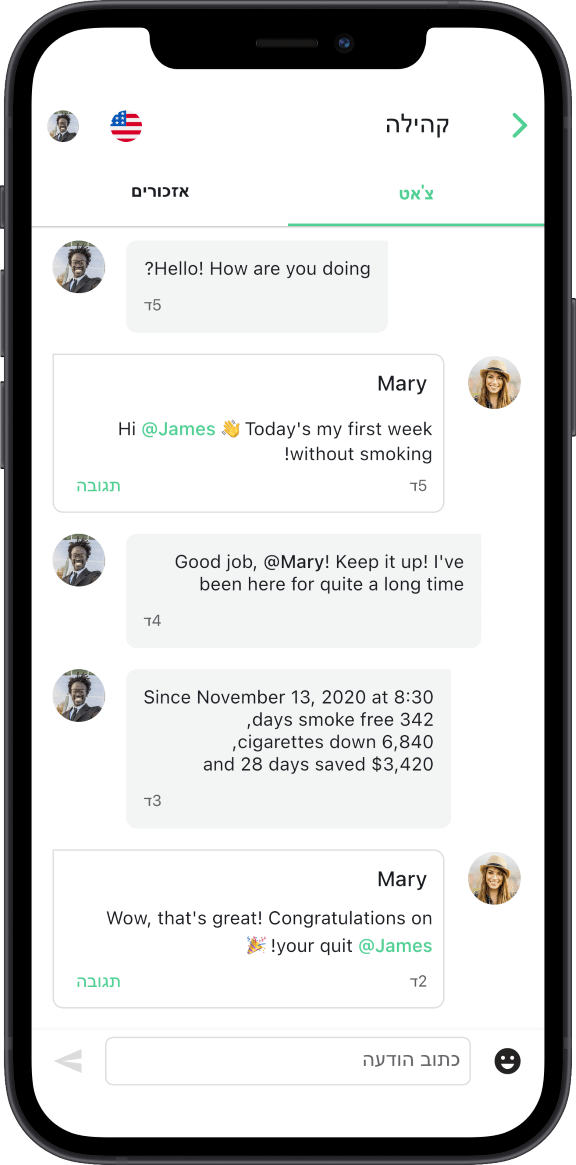 קהילה
צ'אט
אזכורים
Hello! How are you doing?
5ד
Mary
Hi @James 👋 Today's my first week
without smoking!
5ד
תגובה
Good job, @Mary! Keep it up! I've
been here for quite a long time
4ד
Since November 13, 2020 at 8:30
342 days smoke free,
6,840 cigarettes down,
and 28 days saved $3,420
3ד
Mary
Wow, that's great! Congratulations on
your quit @James! 🎉
2ד
תגובה
כתוב הודעה